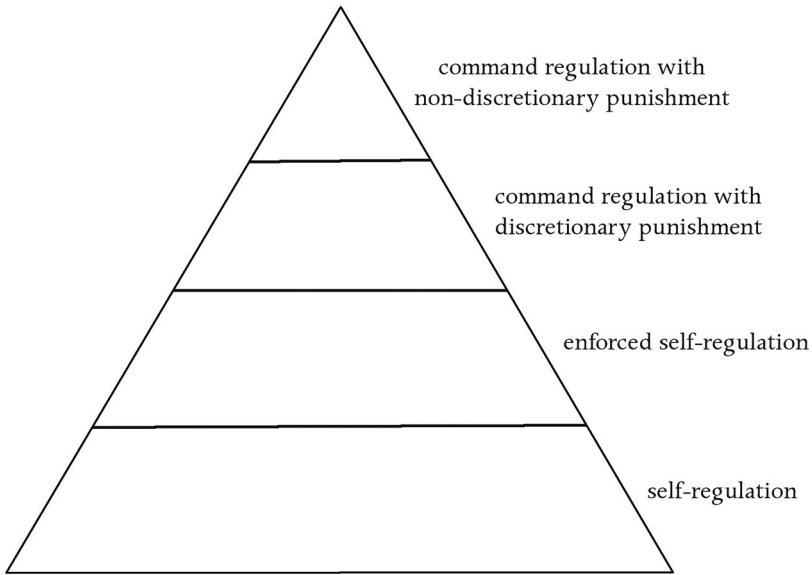 command regulation with
non-discretionary punishment
command regulation with
discretionary punishment
enforced self-regulation
self-regulation